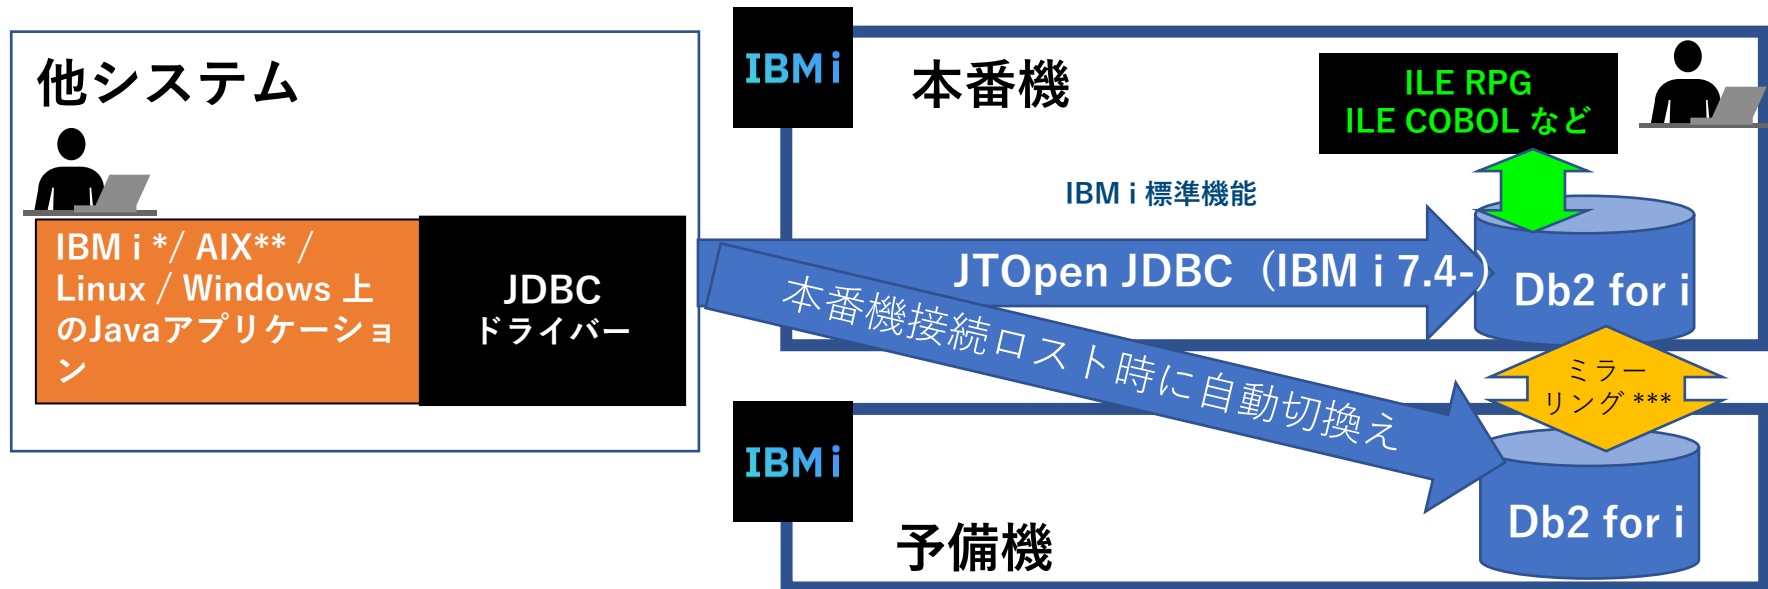 他システム
IBM i */ AIX** /
Linux / Windows 上
のJavaアプリケーショ
ン
JDBC
ドライバー
IBM i
本番機
ILE RPG
ILE COBOL など
IBM i 標準機能
JTOpen JDBC（IBM i 7.4-）
Db2 for i
本番機接続ロスト時に自動切換え
ミラー
リング ***
IBM i
予備機
Db2 for i